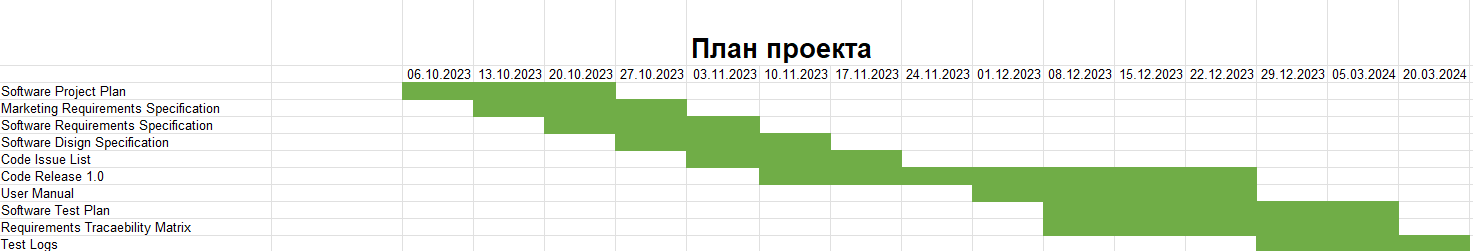 План проекта
06.10.2023 13.10.2023 20.10.2023 27.10.2023 03.11.2023 10.11.2023 17.11.2023 24.11.2023 01.12.2023 08.12.2023 15.12.2023 22.12.2023 29.12.2023 05.03.2024 20.03.2024
Software Project Plan
Marketing Requirements Specification
Software Requirements Specification
Software Disign Specification
Code Issue List
Code Release 1.0
User Manual
Software Test Plan
Requirements Tracaebility Matrix
Test Logs